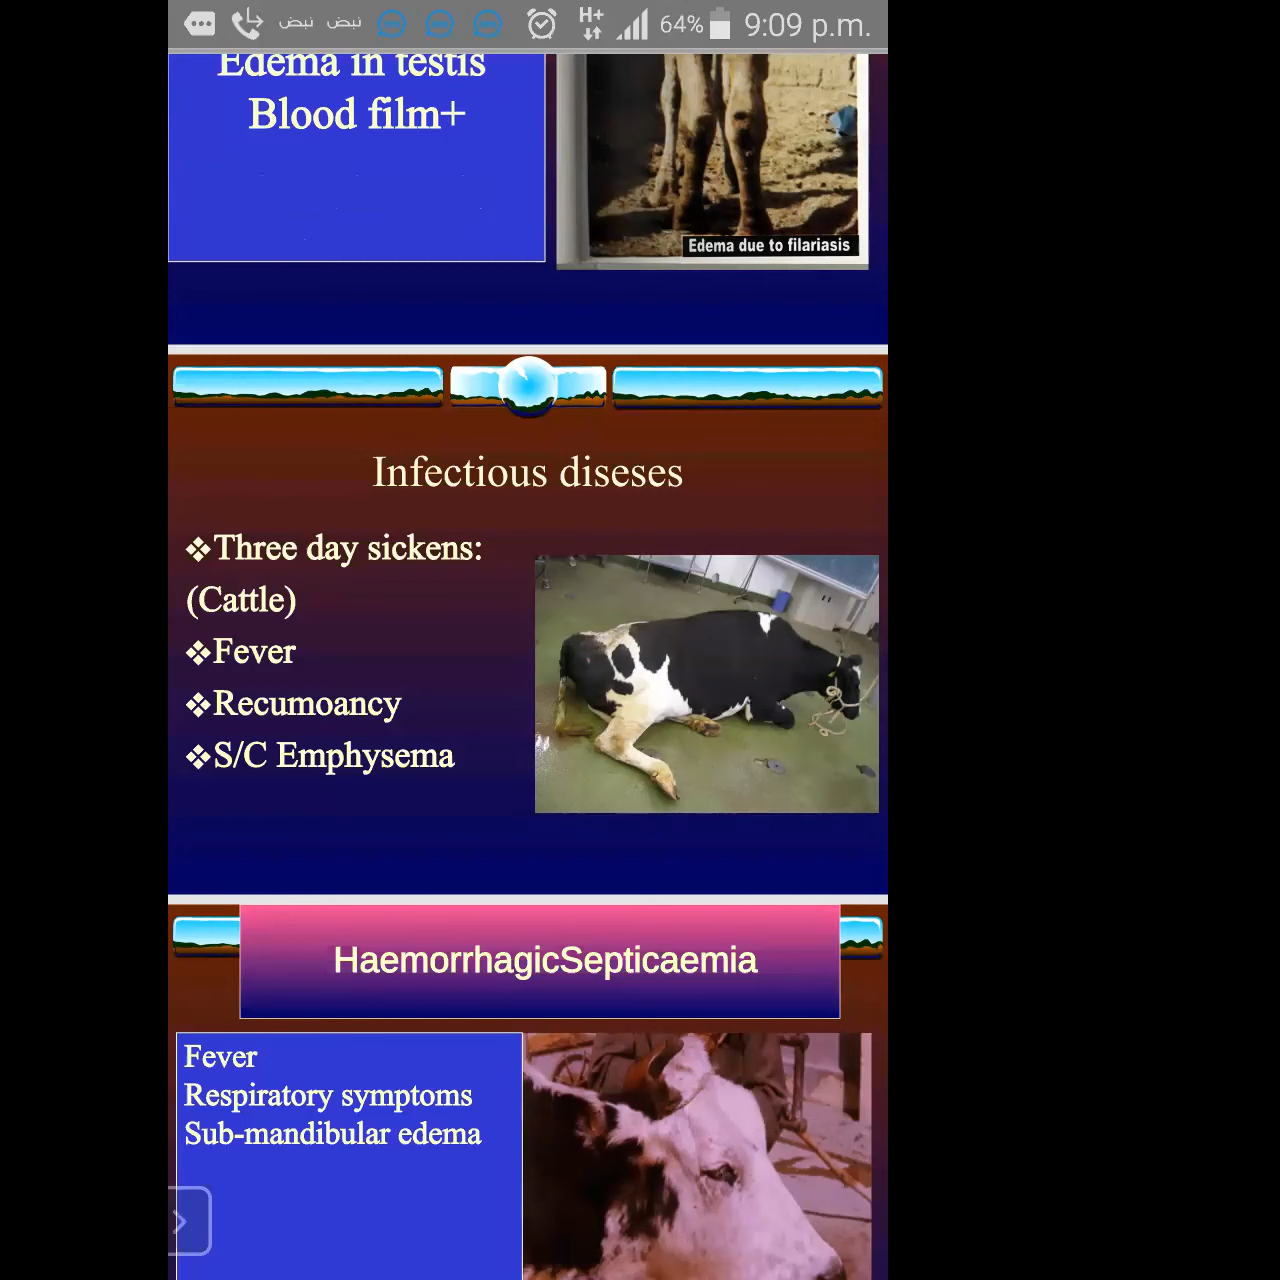 نبض نبض H+ 64% 9:09 p.m.
Edema in testis
Blood film+
Edema due to filariasis
Infectious diseses
❖Three day sickens:
(Cattle)
❖Fever
❖Recumoancy
❖S/C Emphysema
HaemorrhagicSepticaemia
Fever
Respiratory symptoms
Sub-mandibular edema